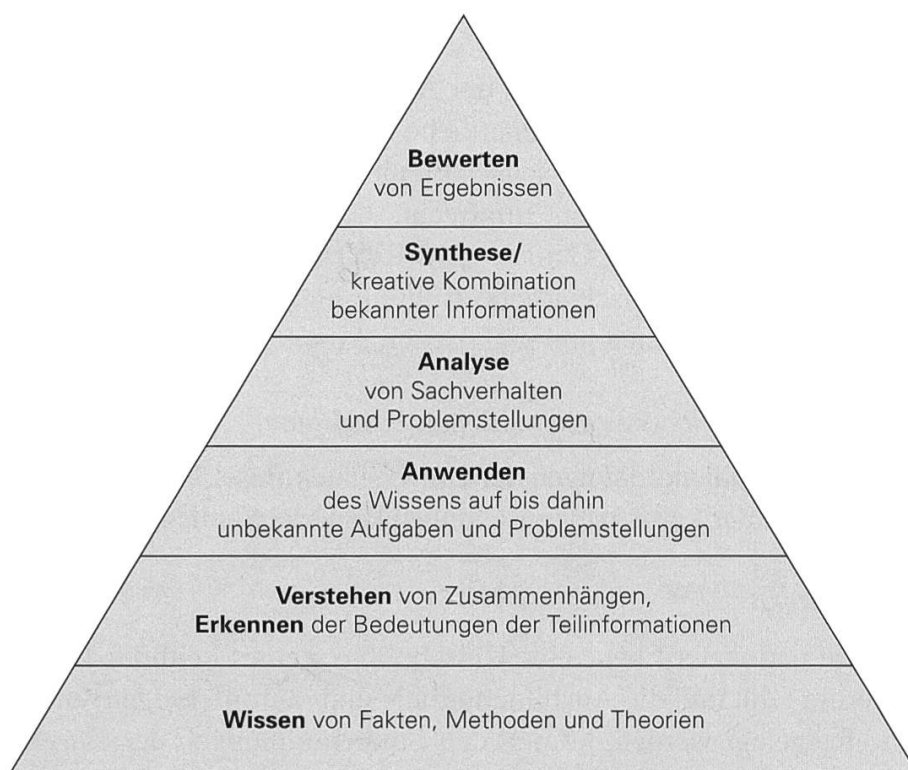 Bewerten
von Ergebnissen
Synthese/
kreative Kombination
bekannter Informationen
Analyse
von Sachverhalten
und Problemstellungen
Anwenden
des Wissens auf bis dahin
unbekannte Aufgaben und Problemstellungen
Verstehen von Zusammenhängen,
Erkennen der Bedeutungen der Teilinformationen
Wissen von Fakten, Methoden und Theorien